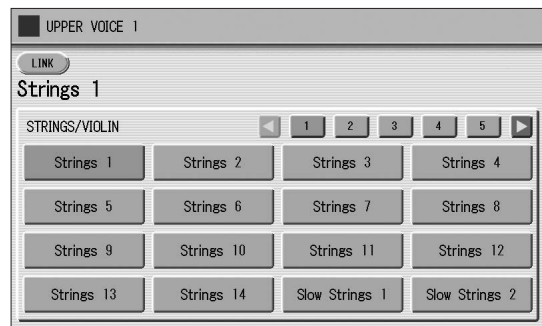 UPPER VOICE 1
LINK
Strings 1
STRINGS/VIOLIN 1 2 3 4 5
Strings 1 Strings 2 Strings 3 Strings 4
Strings 5 Strings 6 Strings 7 Strings 8
Strings 9 Strings 10 Strings 11 Strings 12
Strings 13 Strings 14 Slow Strings 1 Slow Strings 2